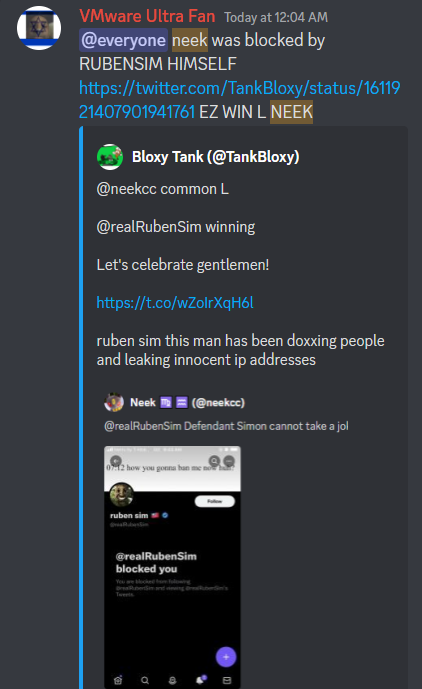 VMware Ultra Fan Today at 12:04 AM
@everyone neek was blocked by
RUBENSIM HIMSELF
https://twitter.com/TankBloxy/status/16119
21407901941761 EZ WIN L NEEK
Bloxy Tank (@TankBloxy)
@neekcc common L
@realRubenSim winning
Let's celebrate gentlemen!
https://t.co/wZoIrXqH6l
ruben sim this man has been doxxing people
and leaking innocent ip addresses
Neek (@neekcc)
@realRubenSim Defendant Simon cannot take a jol
07:12 how you gonna ban me now
Follow
ruben sim
@realRubenSim
@realRubenSim
blocked you
You are blocked from following
@realRubenSim and viewing @realRubenSim's
Tweets.